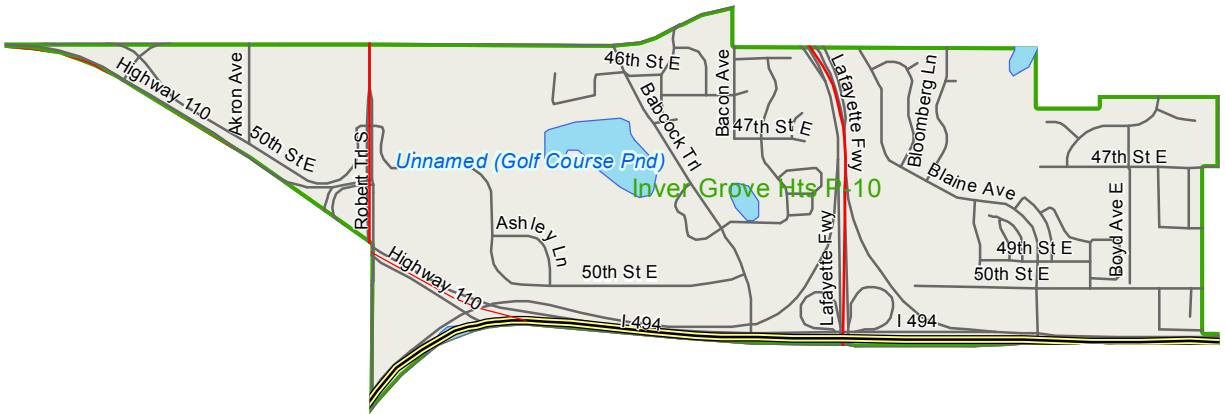 46th St E
Highway 110
Akron Ave
Bacon Ave
Lafayette Fwy
Bloomberg Ln
Babcock Trl
47th St E
50th St E
47th St E
Unnamed (Golf Course Pnd)
Inver Grove Hts P-10
Blaine Ave
Robert Trl S
Ashley Ln
Boyd Ave E
49th St E
Lafayette Fwy
Highway 110
50th St E
50th St E
I 494
I 494